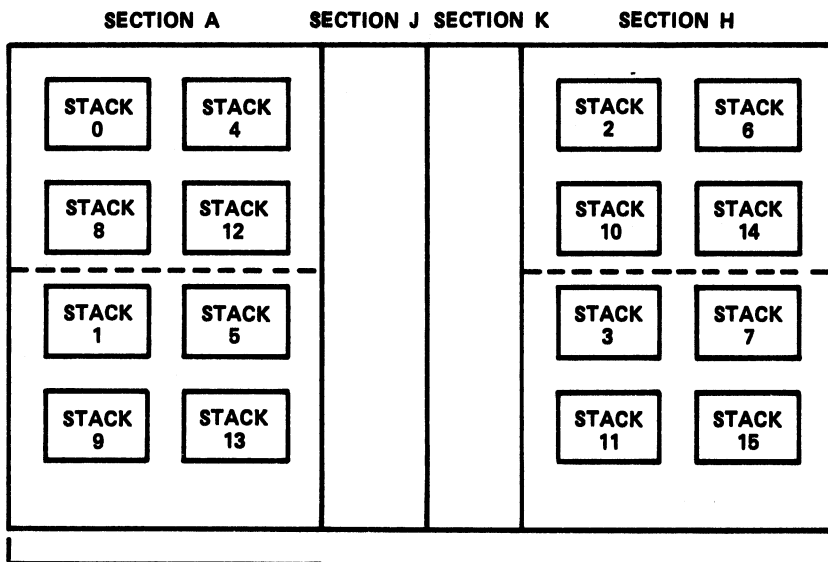 SECTION A SECTION J SECTION K SECTION H
STACK 0
STACK 4
STACK 2
STACK 6
STACK 8
STACK 12
STACK 10
STACK 14
STACK 1
STACK 5
STACK 3
STACK 7
STACK 9
STACK 13
STACK 11
STACK 15